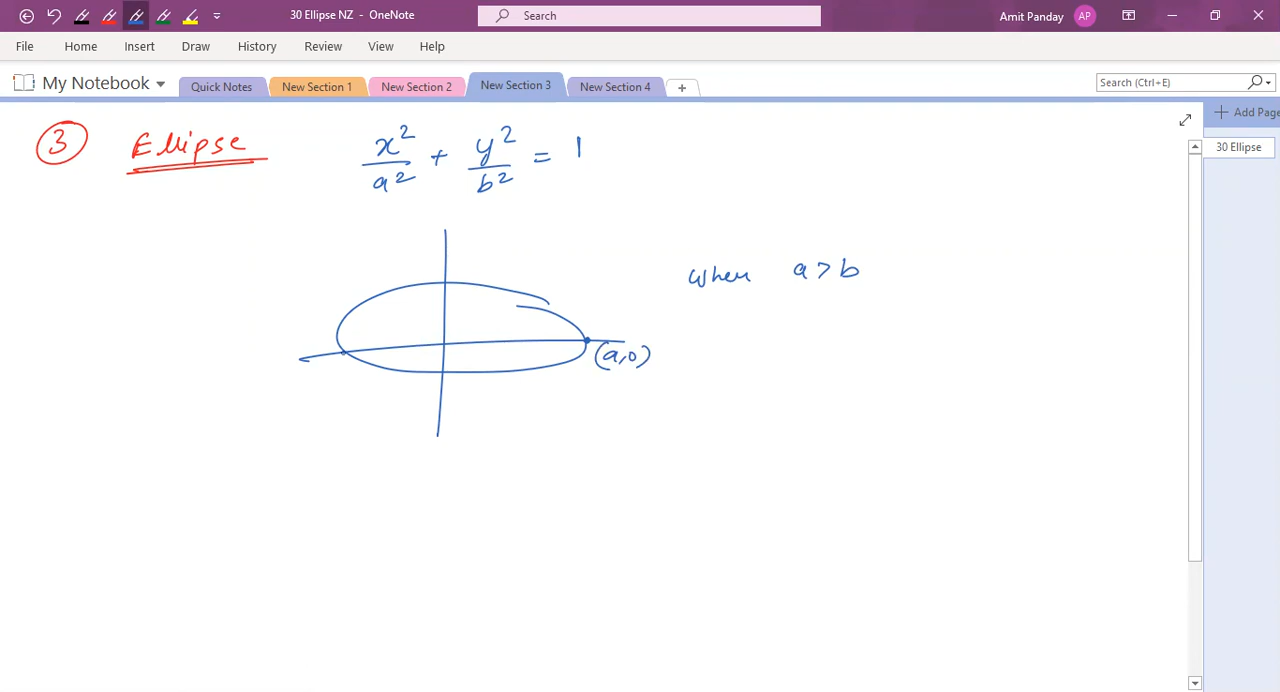 30 Ellipse NZ - OneNote
Search
Amit Panday AP
File Home Insert Draw History Review View Help
My Notebook Quick Notes New Section 1 New Section 2 New Section 3 New Section 4 +
Search (Ctrl+E)
Add Page
30 Ellipse
③ Ellipse x²/a² + y²/b² = 1
when a > b
(a,0)